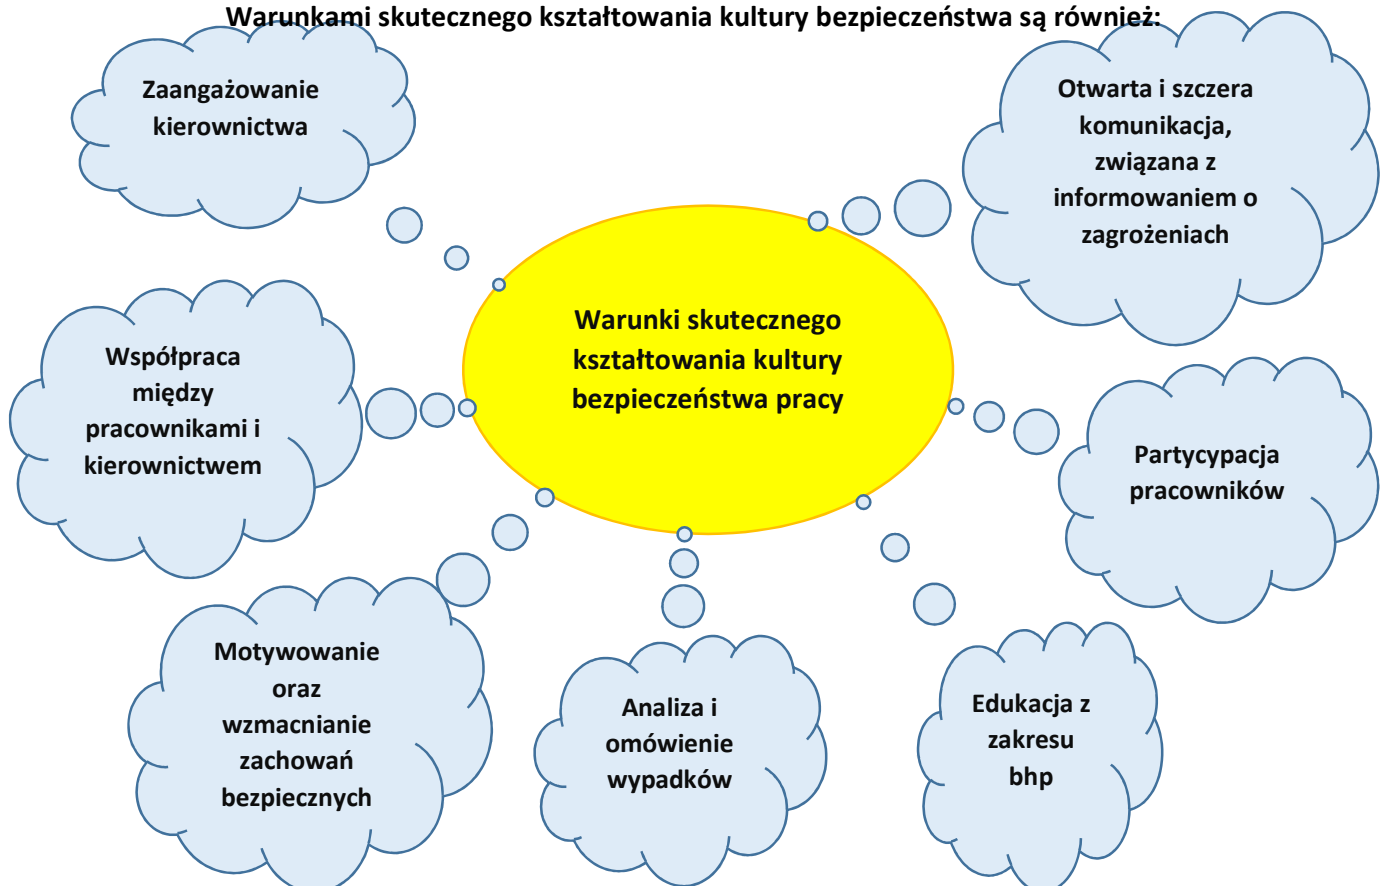 Warunkami skutecznego kształtowania kultury bezpieczeństwa są również:
Zaangażowanie
kierownictwa
Otwarta i szczera
komunikacja,
związana z
informowaniem o
zagrożeniach
Warunki skutecznego
kształtowania kultury
bezpieczeństwa pracy
Współpraca
między
pracownikami i
kierownictwem
Partycypacja
pracowników
Motywowanie
oraz
wzmacnianie
zachowań
bezpiecznych
Analiza i
omówienie
wypadków
Edukacja z
zakresu
bhp